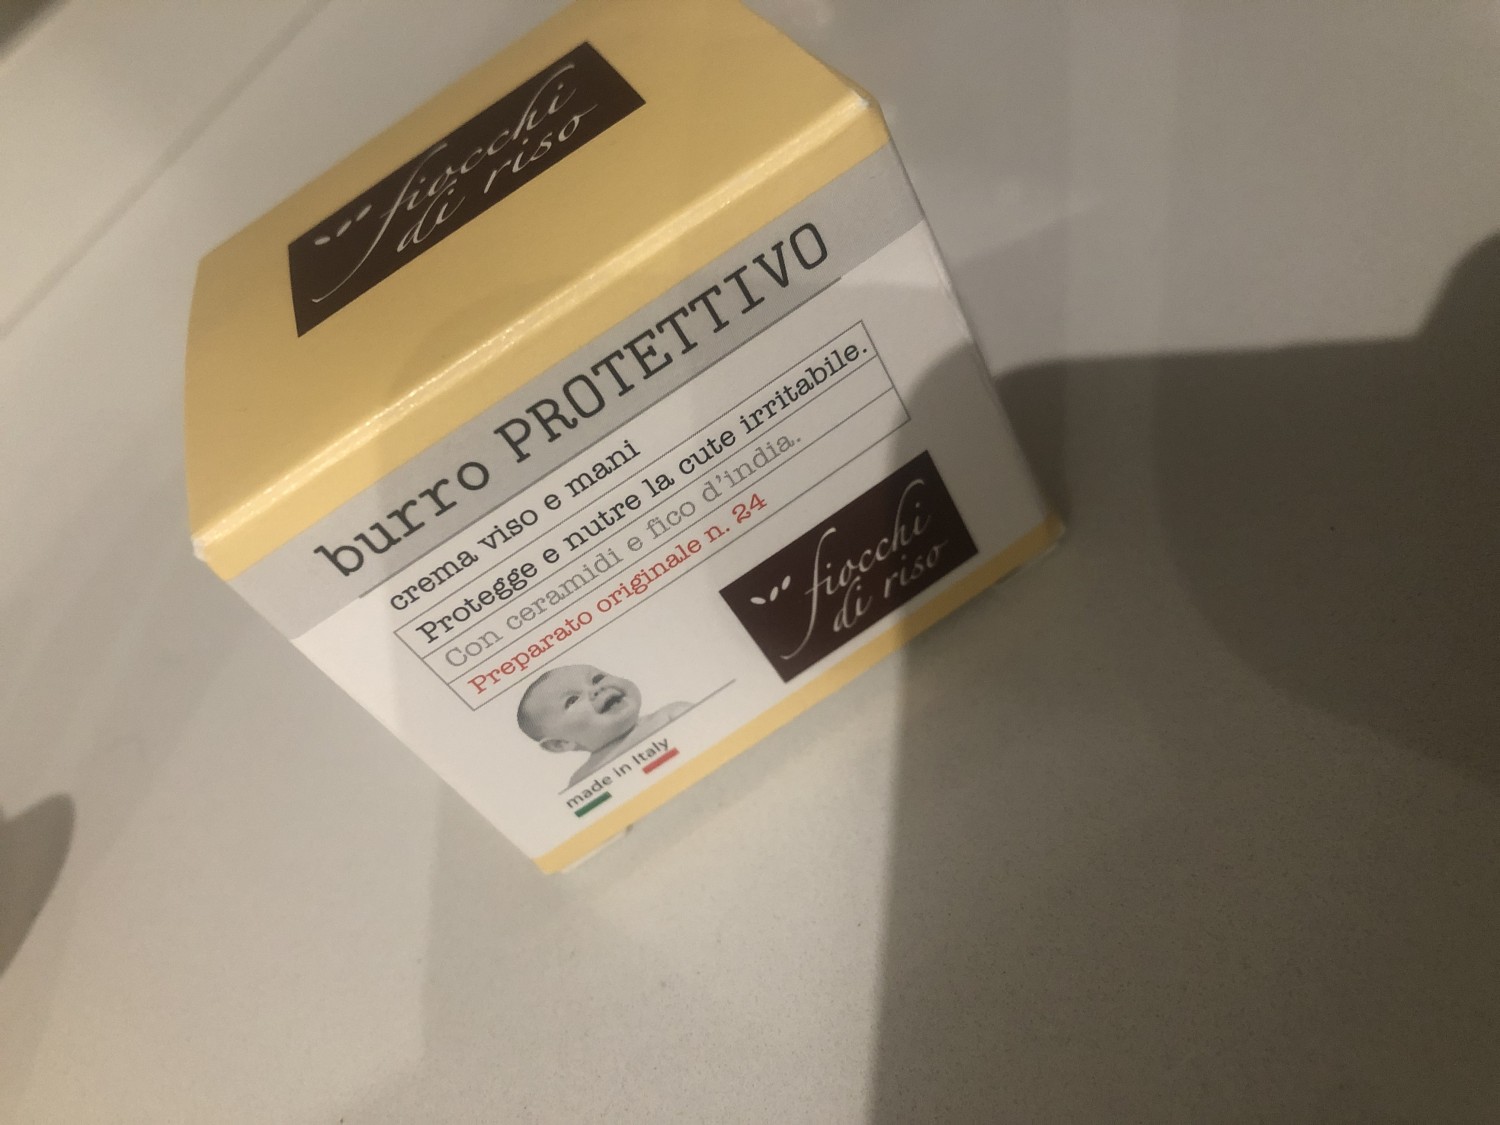 fiocchi
di riso
burro PROTETTIVO
crema viso e mani
Protegge e nutre la cute irritabile.
Con ceramidi e fico d'india.
Preparato originale n. 24
fiocchi
di riso
made in Italy